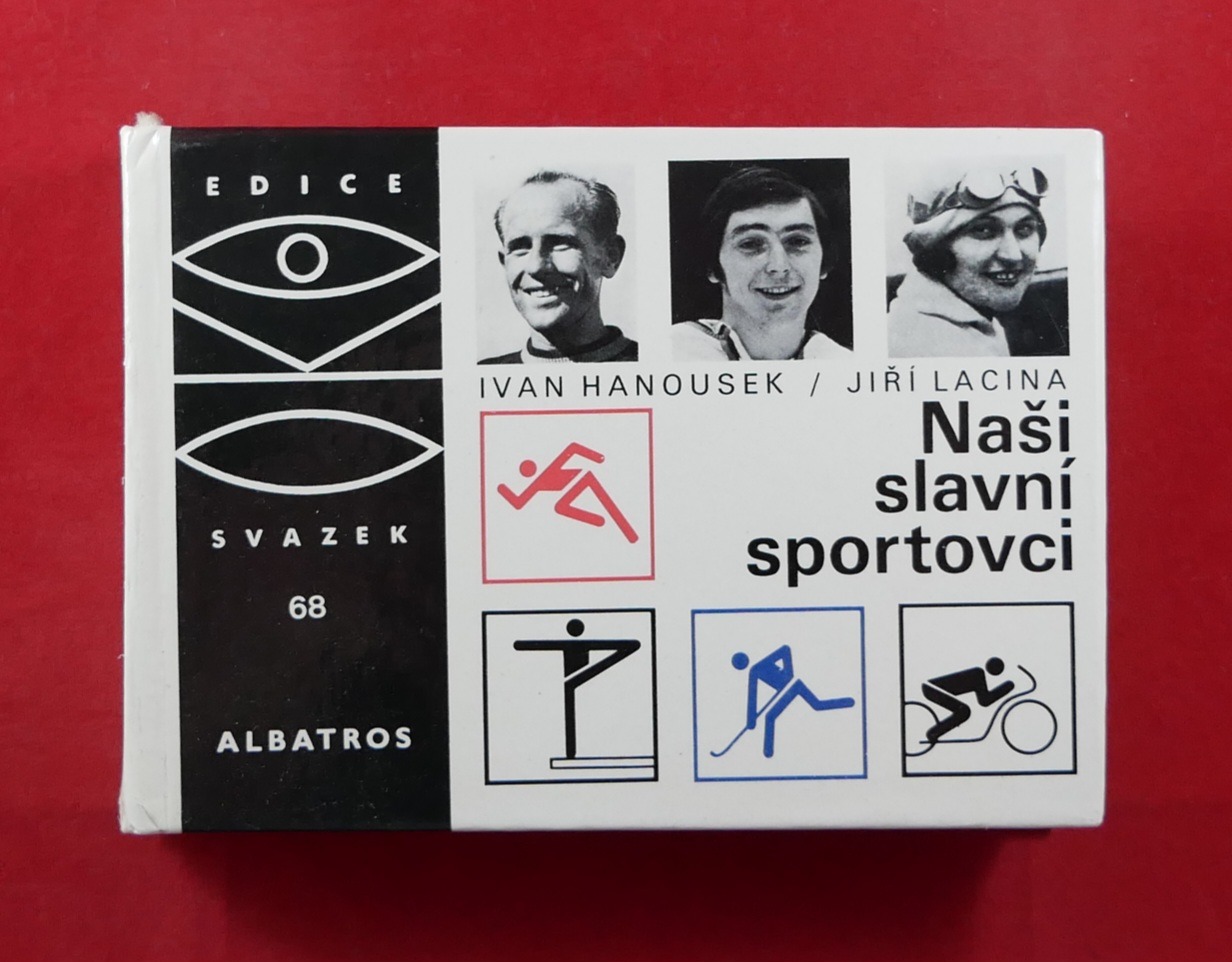 EDICE
SVAZEK
68
ALBATROS
IVAN HANOUSEK / JIŘÍ LACINA
Naši
slavní
sportovci